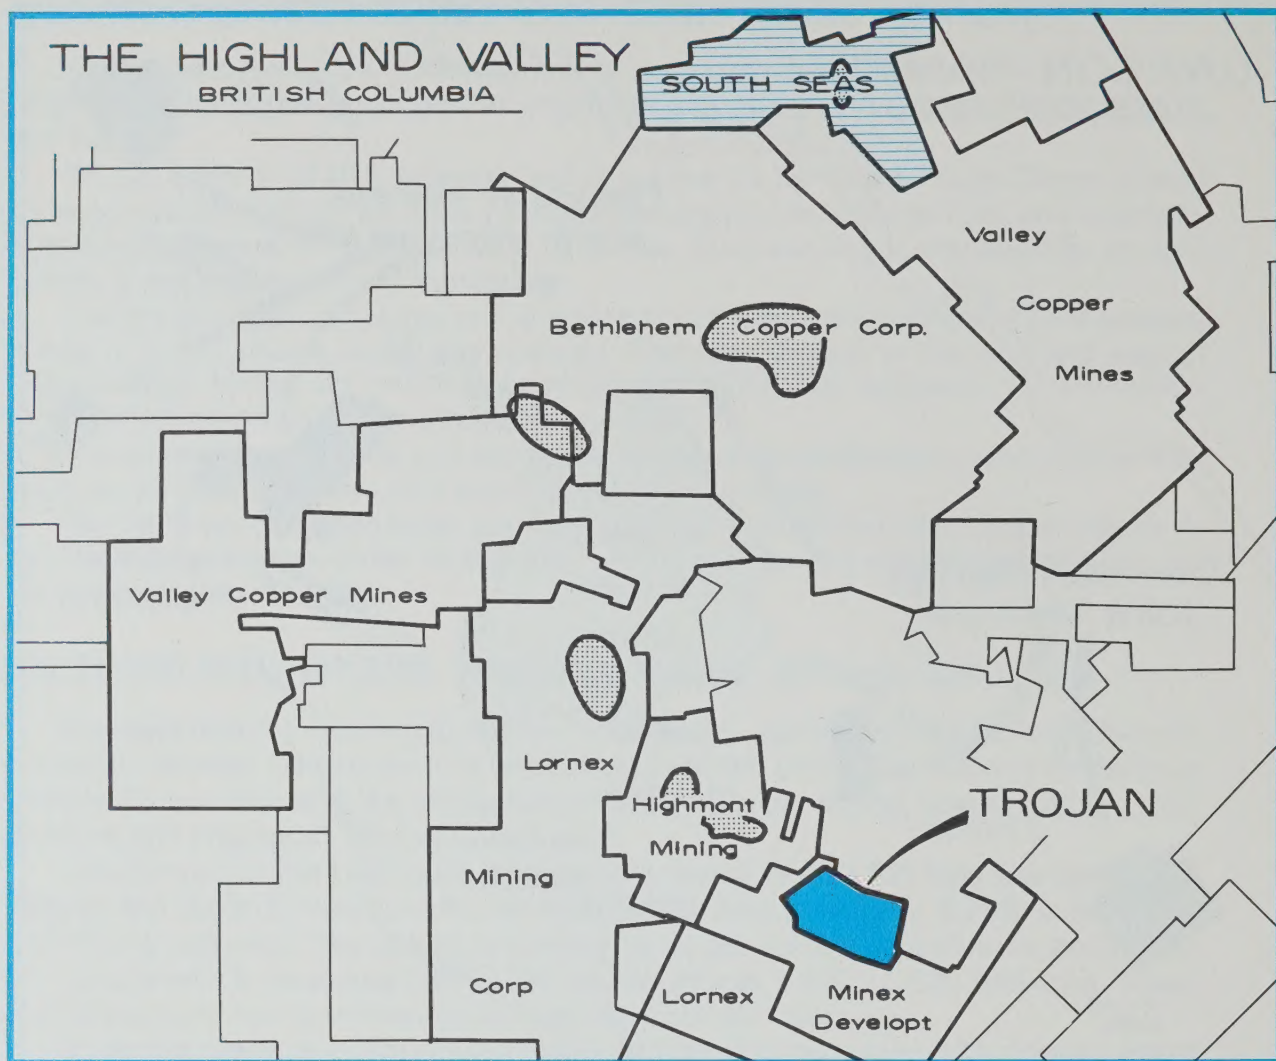 THE HIGHLAND VALLEY
BRITISH COLUMBIA
SOUTH SEAS
Valley
Copper
Mines
Bethlehem Copper Corp.
Valley Copper Mines
Lornex
Mining
Corp
Highmont
Mining
TROJAN
Lornex
Minex
Developt